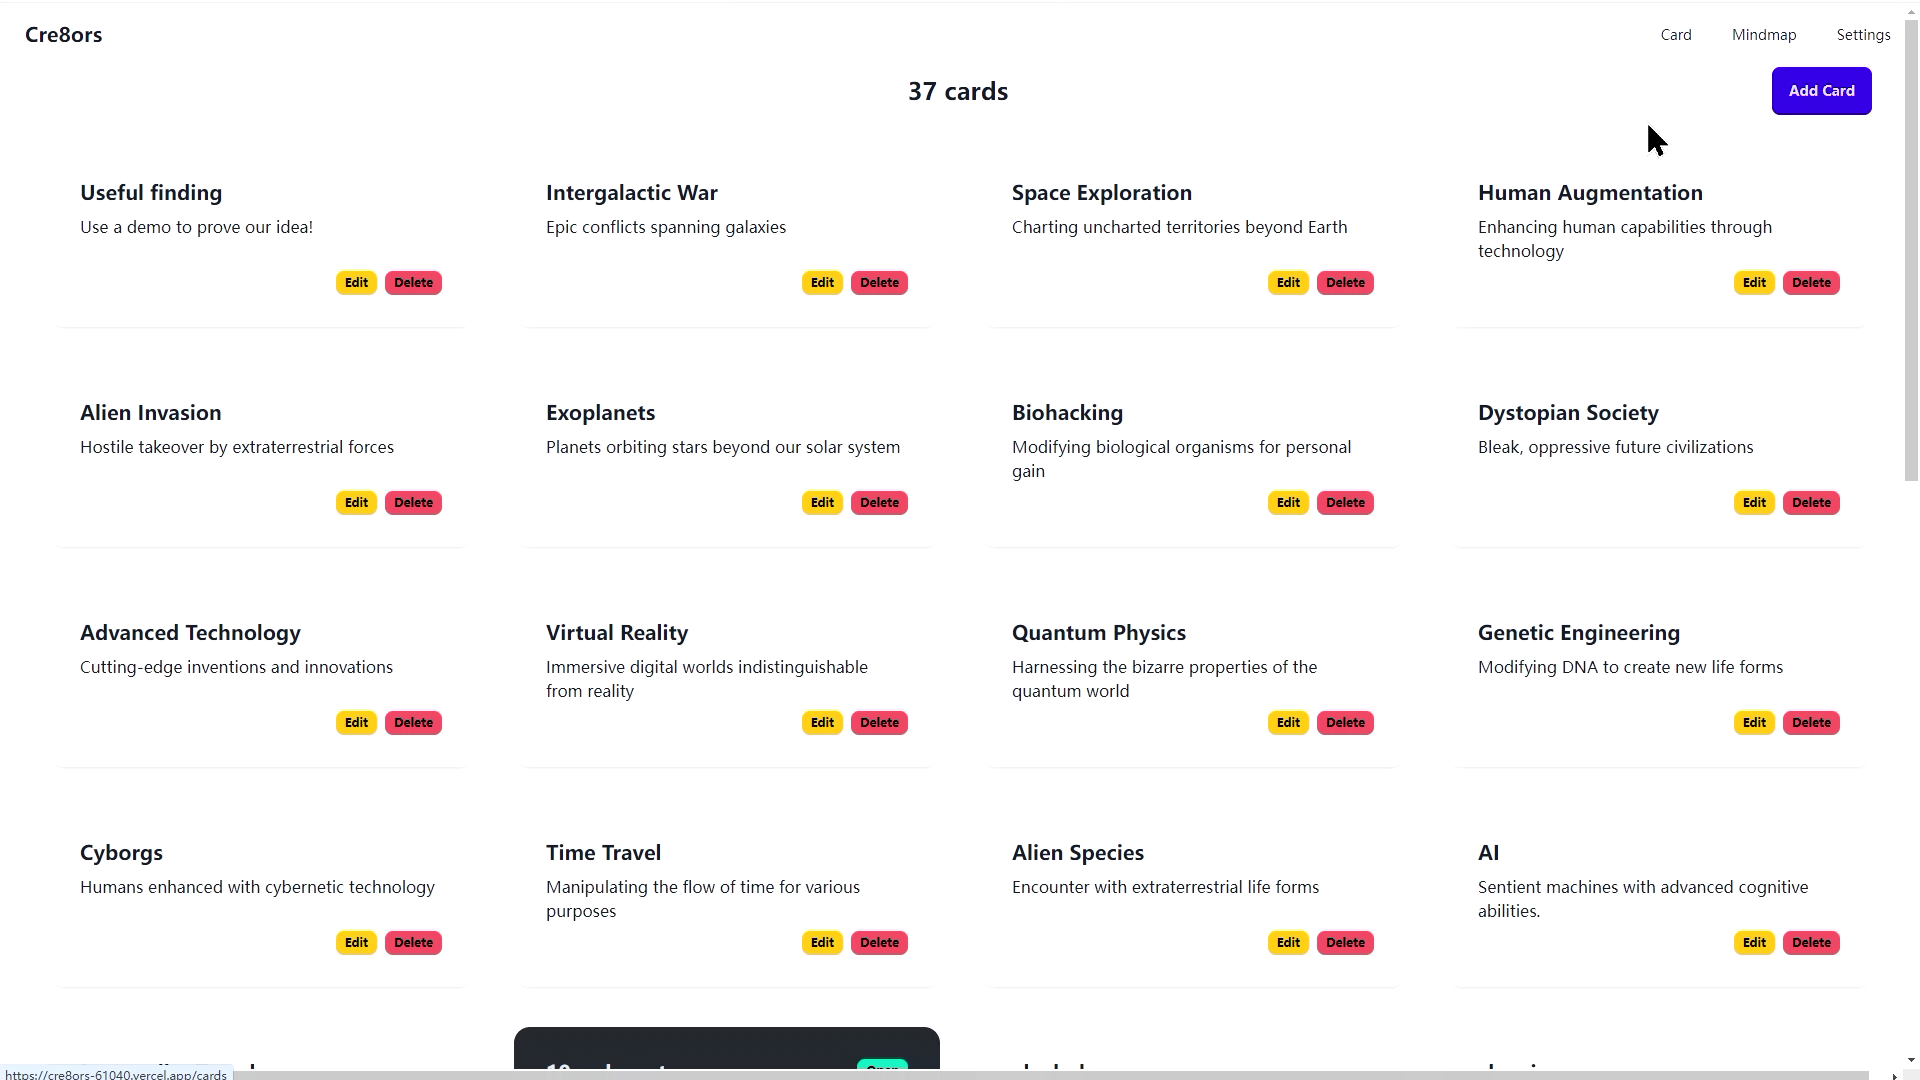 Cre8ors
Card Mindmap Settings
37 cards
Add Card
Useful finding
Use a demo to prove our idea!
Edit Delete
Intergalactic War
Epic conflicts spanning galaxies
Edit Delete
Space Exploration
Charting uncharted territories beyond Earth
Edit Delete
Human Augmentation
Enhancing human capabilities through
technology
Edit Delete
Alien Invasion
Hostile takeover by extraterrestrial forces
Edit Delete
Exoplanets
Planets orbiting stars beyond our solar system
Edit Delete
Biohacking
Modifying biological organisms for personal
gain
Edit Delete
Dystopian Society
Bleak, oppressive future civilizations
Edit Delete
Advanced Technology
Cutting-edge inventions and innovations
Edit Delete
Virtual Reality
Immersive digital worlds indistinguishable
from reality
Edit Delete
Quantum Physics
Harnessing the bizarre properties of the
quantum world
Edit Delete
Genetic Engineering
Modifying DNA to create new life forms
Edit Delete
Cyborgs
Humans enhanced with cybernetic technology
Edit Delete
Time Travel
Manipulating the flow of time for various
purposes
Edit Delete
Alien Species
Encounter with extraterrestrial life forms
Edit Delete
AI
Sentient machines with advanced cognitive
abilities.
Edit Delete
https://cre8ors-61040.vercel.app/cards